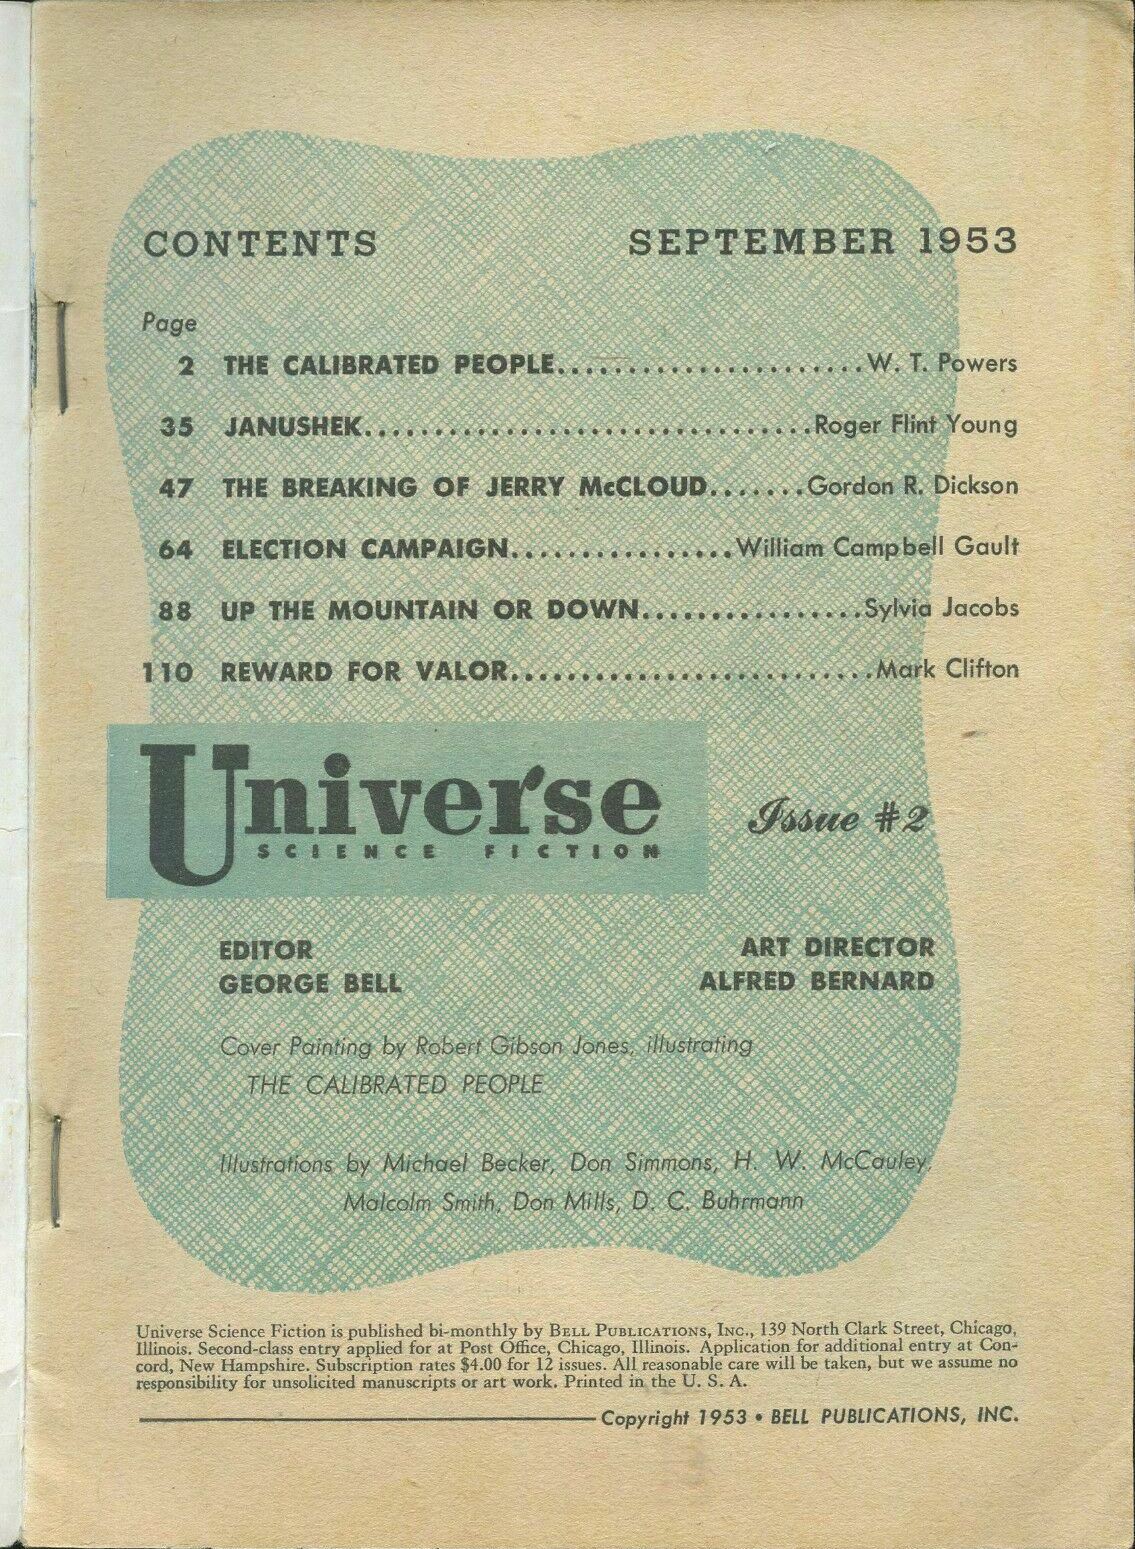 CONTENTS SEPTEMBER 1953
Page
2 THE CALIBRATED PEOPLE......................W. T. Powers
35 JANUSHEK................................Roger Flint Young
47 THE BREAKING OF JERRY McCLOUD.......Gordon R. Dickson
64 ELECTION CAMPAIGN................William Campbell Gault
88 UP THE MOUNTAIN OR DOWN................Sylvia Jacobs
110 REWARD FOR VALOR..........................Mark Clifton
Universe Issue #2
SCIENCE FICTION
EDITOR ART DIRECTOR
GEORGE BELL ALFRED BERNARD
Cover Painting by Robert Gibson Jones, illustrating
THE CALIBRATED PEOPLE
Illustrations by Michael Becker, Don Simmons, H. W. McCauley,
Malcolm Smith, Don Mills, D. C. Buhrmann
Universe Science Fiction is published bi-monthly by BELL PUBLICATIONS, INC., 139 North Clark Street, Chicago,
Illinois. Second-class entry applied for at Post Office, Chicago, Illinois. Application for additional entry at Con-
cord, New Hampshire. Subscription rates $4.00 for 12 issues. All reasonable care will be taken, but we assume no
responsibility for unsolicited manuscripts or art work. Printed in the U. S. A.
Copyright 1953 • BELL PUBLICATIONS, INC.